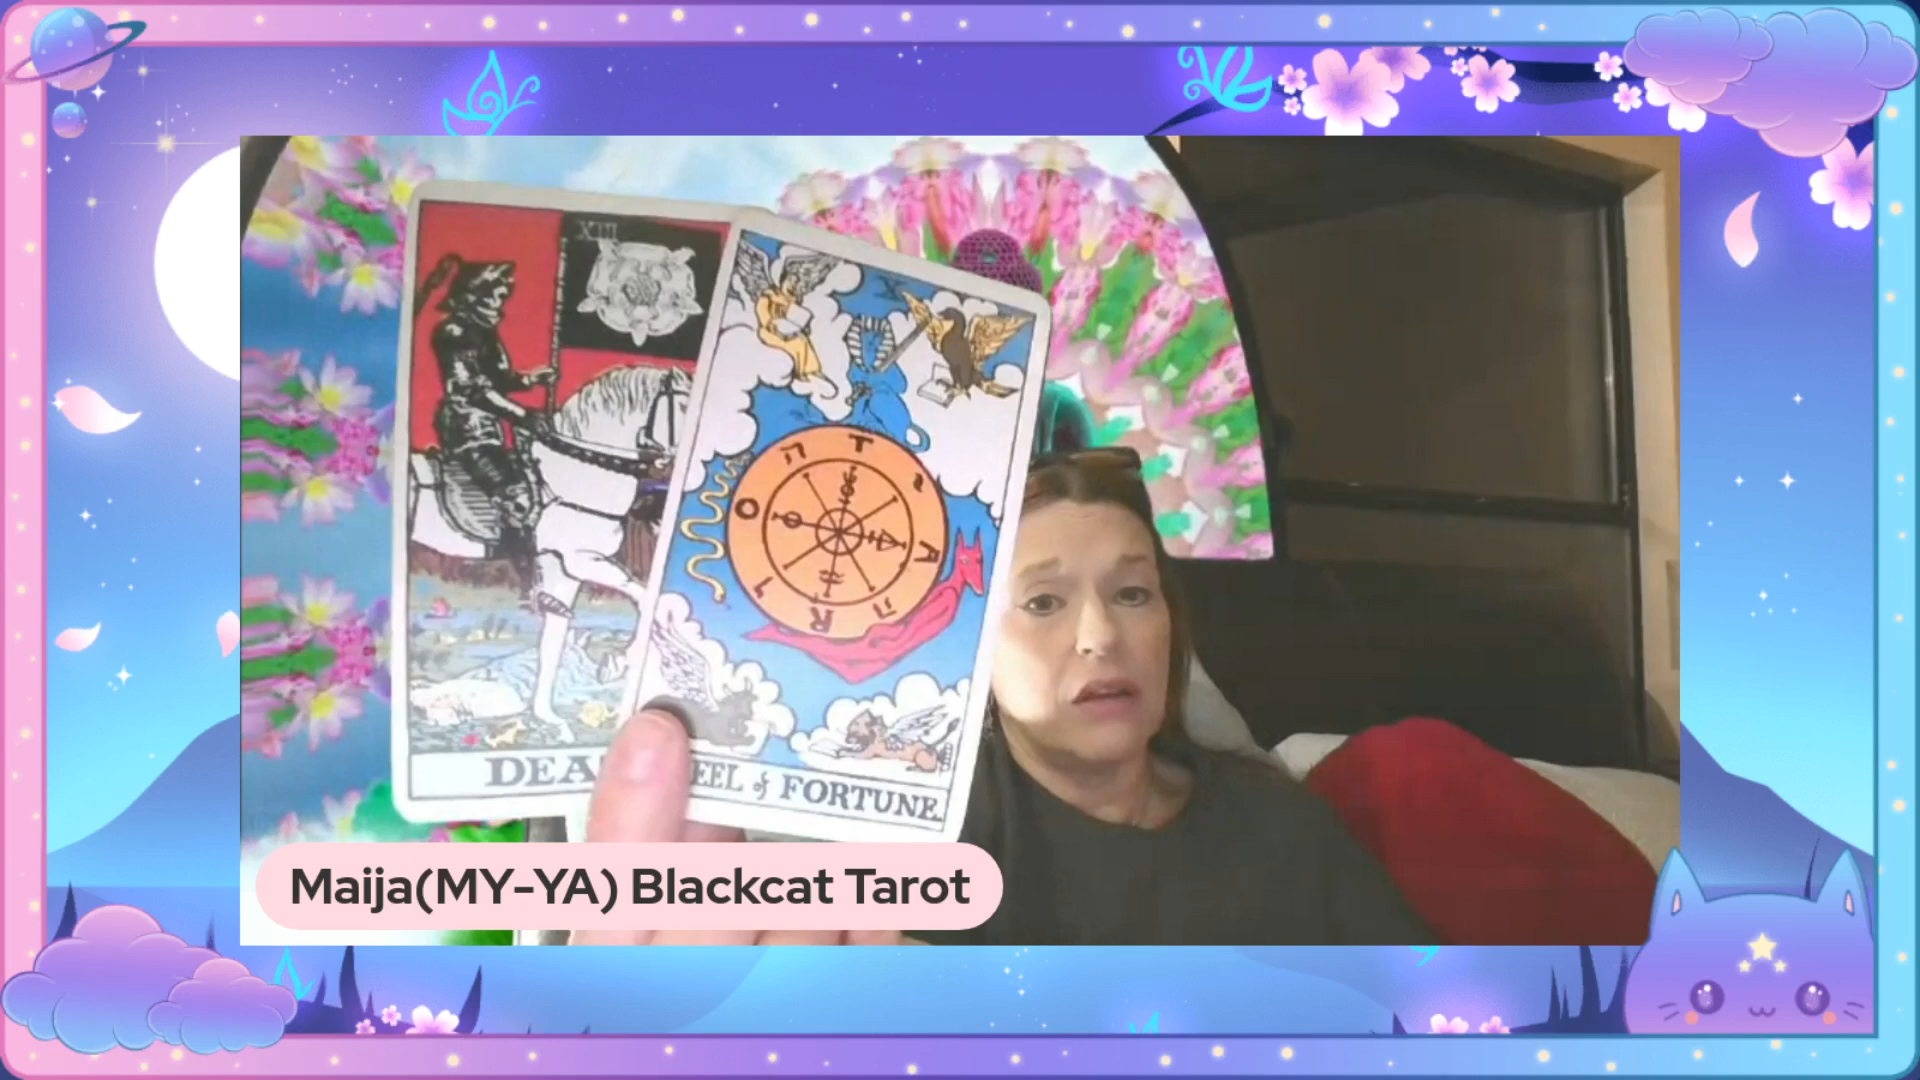 XIII
X
T
A
R
O
DEA
EEL of FORTUNE.
Maija(MY-YA) Blackcat Tarot